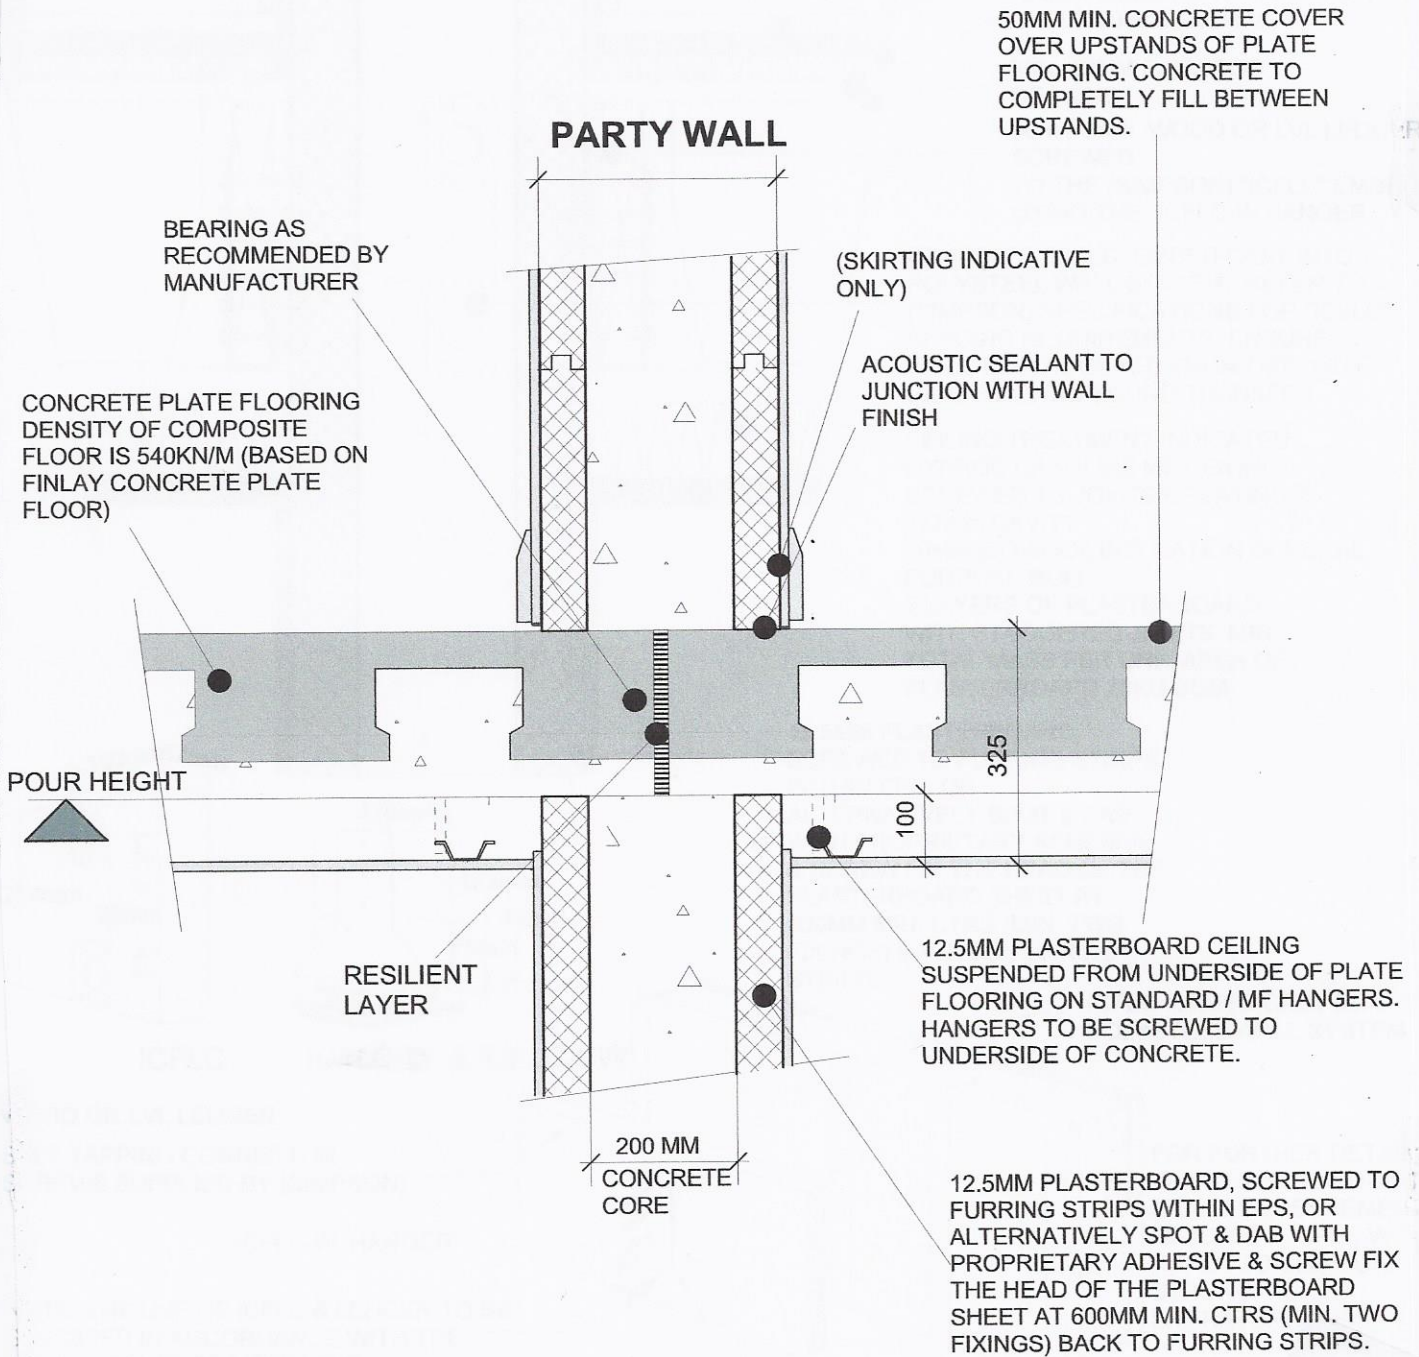 50MM MIN. CONCRETE COVER
OVER UPSTANDS OF PLATE
FLOORING. CONCRETE TO
COMPLETELY FILL BETWEEN
UPSTANDS.
PARTY WALL
BEARING AS
RECOMMENDED BY
MANUFACTURER
(SKIRTING INDICATIVE
ONLY)
ACOUSTIC SEALANT TO
JUNCTION WITH WALL
FINISH
CONCRETE PLATE FLOORING
DENSITY OF COMPOSITE
FLOOR IS 540KN/M (BASED ON
FINLAY CONCRETE PLATE
FLOOR)
POUR HEIGHT
325
100
RESILIENT
LAYER
12.5MM PLASTERBOARD CEILING
SUSPENDED FROM UNDERSIDE OF PLATE
FLOORING ON STANDARD / MF HANGERS.
HANGERS TO BE SCREWED TO
UNDERSIDE OF CONCRETE.
200 MM
CONCRETE
CORE
12.5MM PLASTERBOARD, SCREWED TO
FURRING STRIPS WITHIN EPS, OR
ALTERNATIVELY SPOT & DAB WITH
PROPRIETARY ADHESIVE & SCREW FIX
THE HEAD OF THE PLASTERBOARD
SHEET AT 600MM MIN. CTRS (MIN. TWO
FIXINGS) BACK TO FURRING STRIPS.